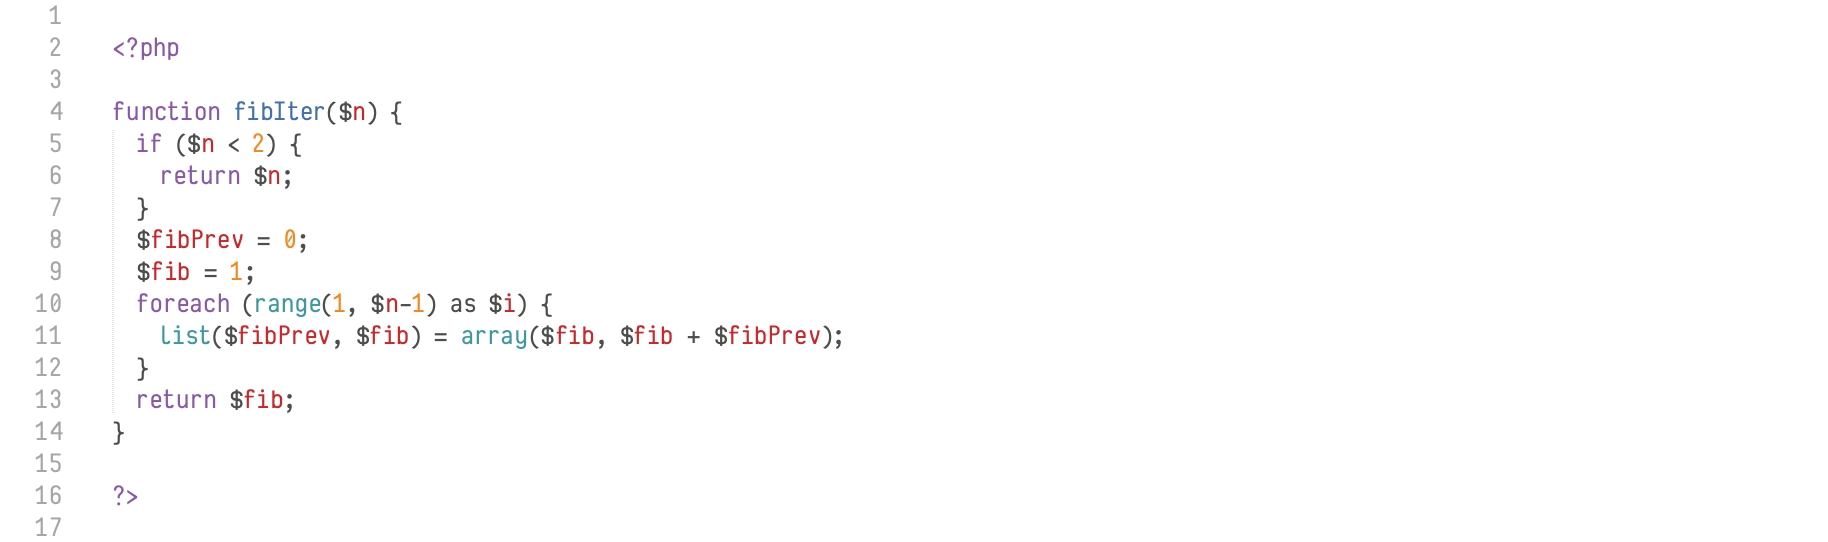 1
2 <?php
3
4 function fibIter($n) {
5 if ($n < 2) {
6 return $n;
7 }
8 $fibPrev = 0;
9 $fib = 1;
10 foreach (range(1, $n-1) as $i) {
11 list($fibPrev, $fib) = array($fib, $fib + $fibPrev);
12 }
13 return $fib;
14 }
15
16 ?>
17